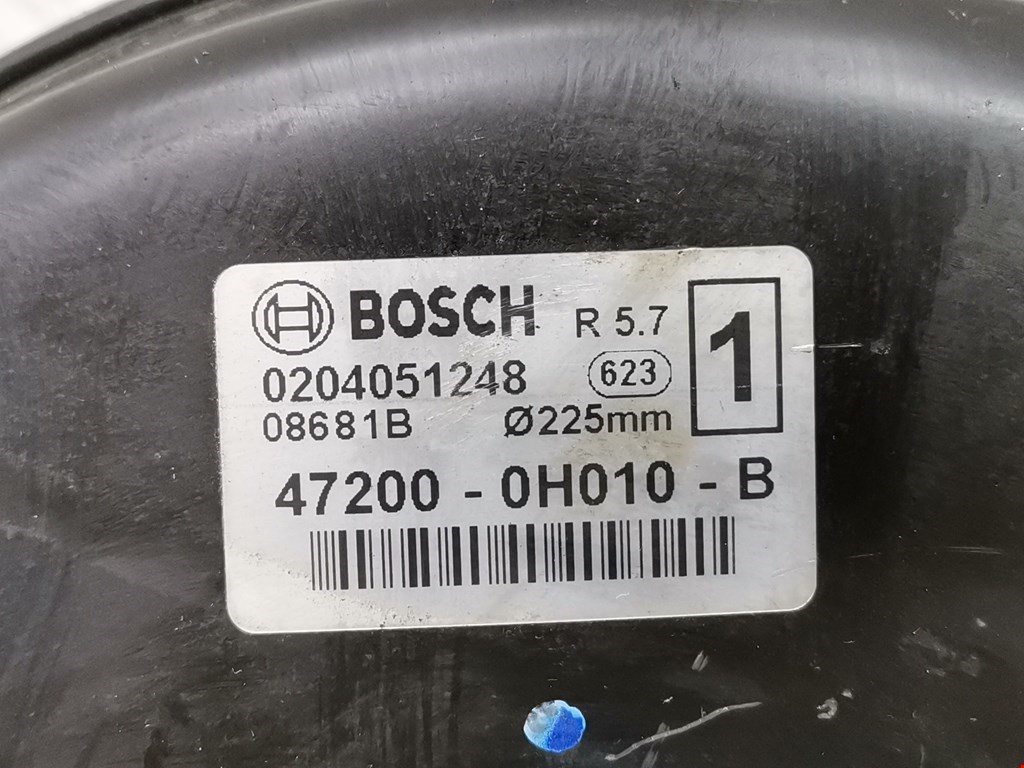 BOSCH R 5.7 1
0204051248 623
08681B Ø225mm
47200 - 0H010 - B